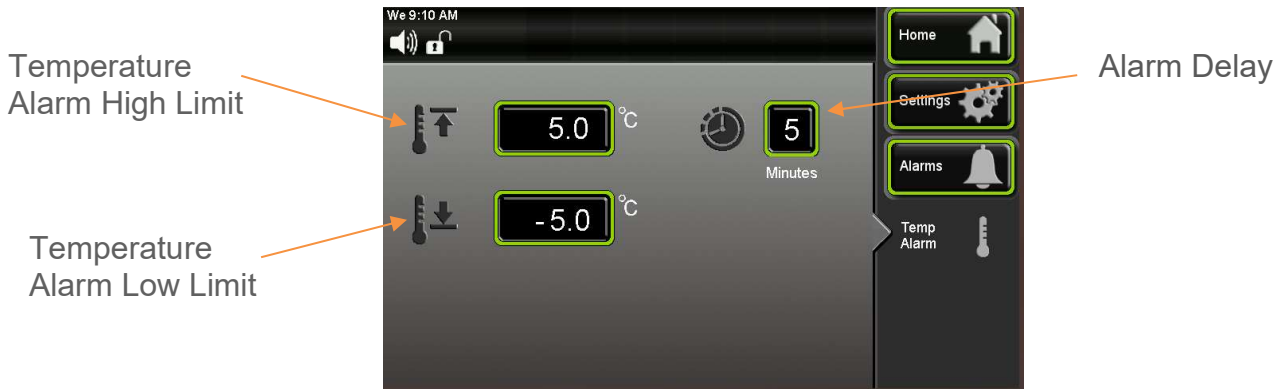 We 9:10 AM
Home
Temperature
Alarm High Limit
Alarm Delay
Settings
5.0 °C
5
Minutes
Alarms
-5.0 °C
Temperature
Alarm Low Limit
Temp
Alarm